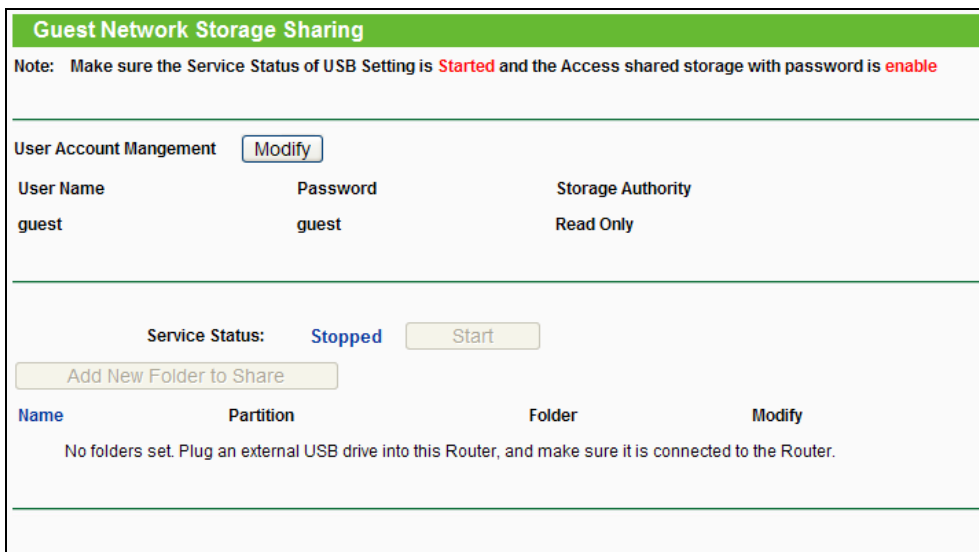 Guest Network Storage Sharing
Note: Make sure the Service Status of USB Setting is Started and the Access shared storage with password is enable
User Account Mangement Modify
User Name Password Storage Authority
guest guest Read Only
Service Status: Stopped Start
Add New Folder to Share
Name Partition Folder Modify
No folders set. Plug an external USB drive into this Router, and make sure it is connected to the Router.